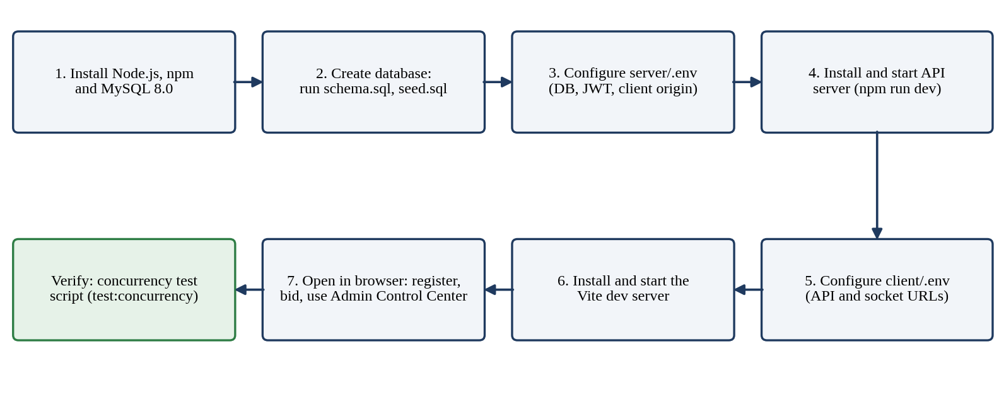 1. Install Node.js, npm
and MySQL 8.0
2. Create database:
run schema.sql, seed.sql
3. Configure server/.env
(DB, JWT, client origin)
4. Install and start API
server (npm run dev)
5. Configure client/.env
(API and socket URLs)
6. Install and start the
Vite dev server
7. Open in browser: register,
bid, use Admin Control Center
Verify: concurrency test
script (test:concurrency)